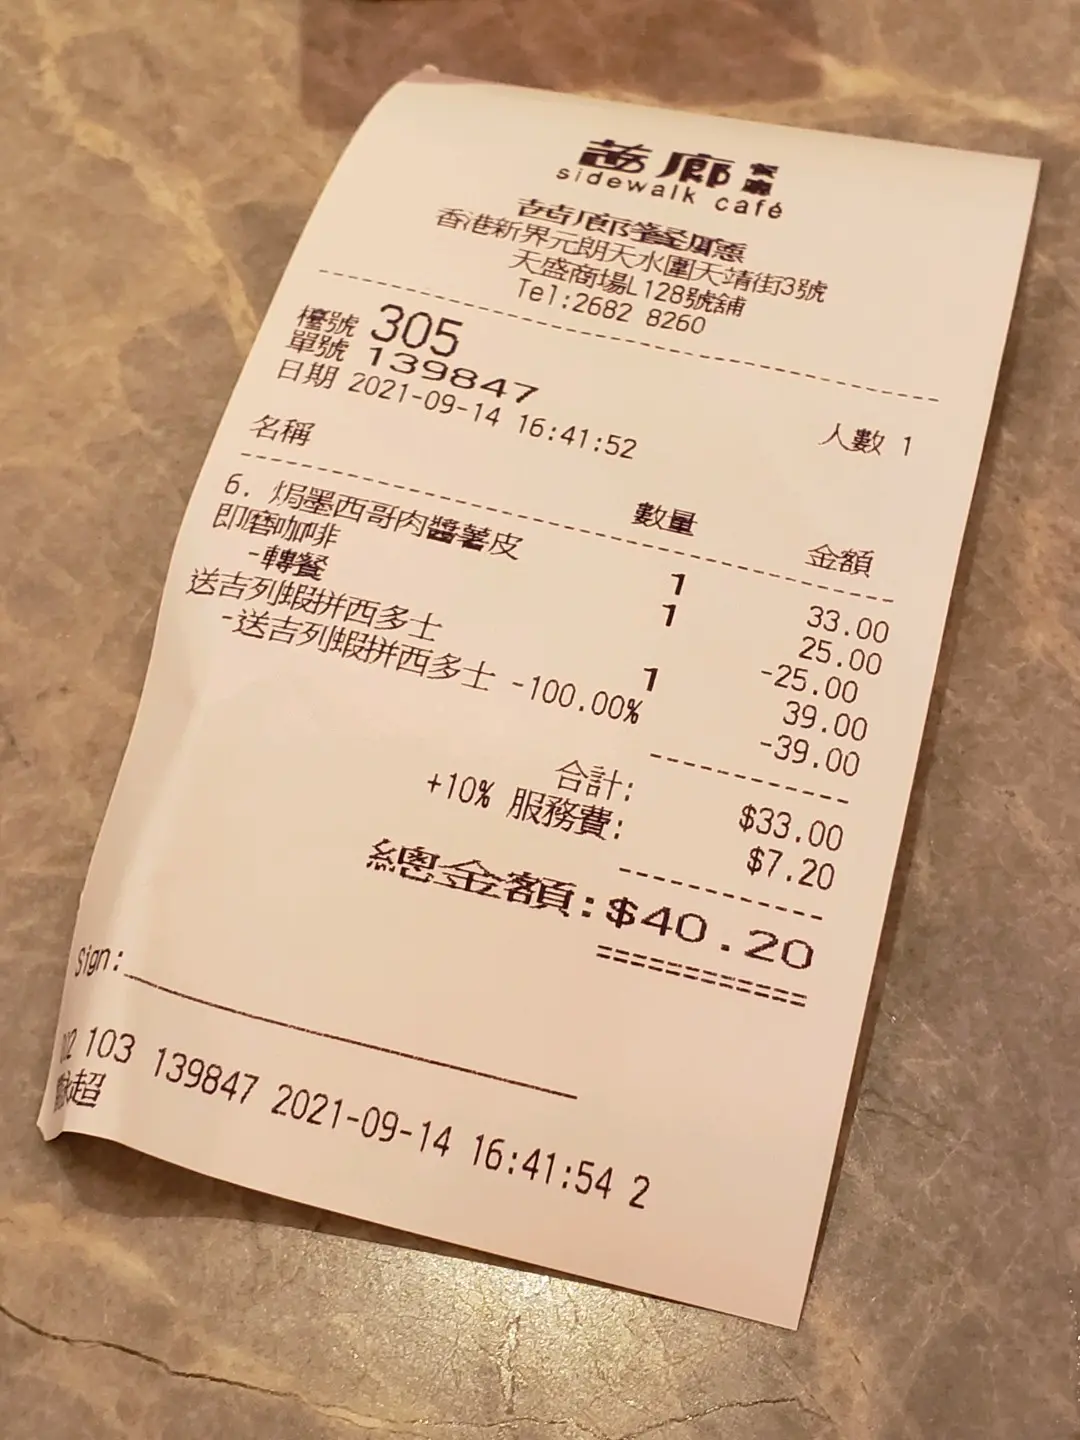 茜廊餐廳
sidewalk café
茜廊餐廳
香港新界元朗天水圍天靖街3號
天盛商場L128號舖
Tel:2682 8260
檯號 305
單號 139847
日期 2021-09-14 16:41:52 人數 1
名稱 數量 金額
6. 焗墨西哥肉醬薯皮 1 33.00
即磨咖啡 1 25.00
-轉餐 -25.00
送吉列蝦拼西多士 1 39.00
-送吉列蝦拼西多士 -100.00% -39.00
合計: $33.00
+10% 服務費: $7.20
總金額:$40.20
Sign:
103 139847 2021-09-14 16:41:54 2
超